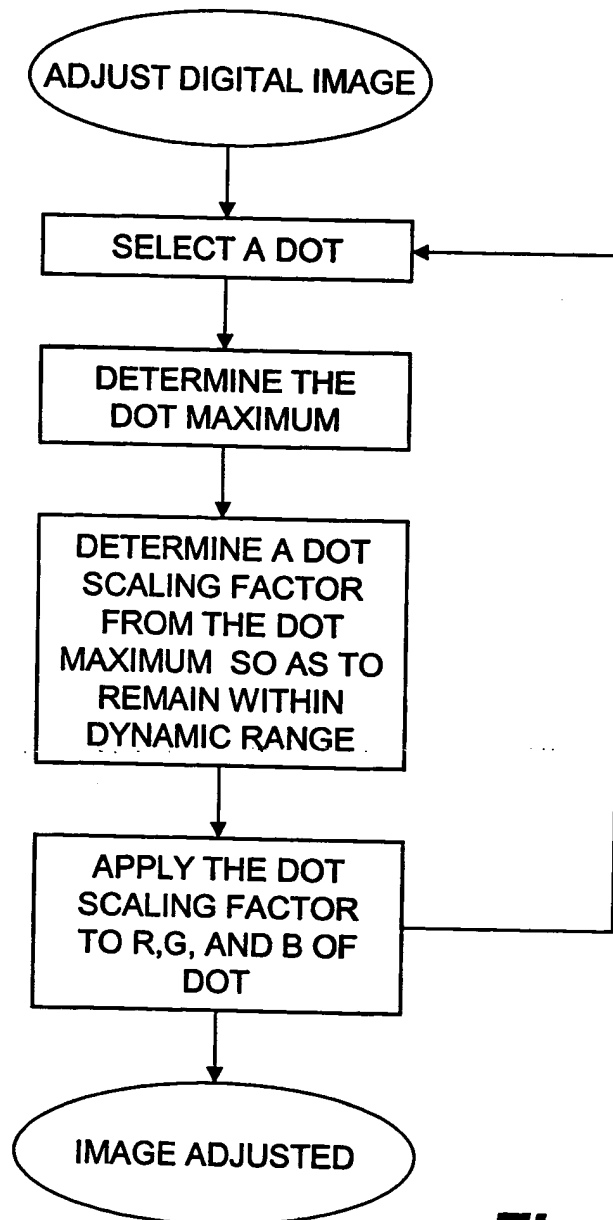 ADJUST DIGITAL IMAGE
SELECT A DOT
DETERMINE THE
DOT MAXIMUM
DETERMINE A DOT
SCALING FACTOR
FROM THE DOT
MAXIMUM SO AS TO
REMAIN WITHIN
DYNAMIC RANGE
APPLY THE DOT
SCALING FACTOR
TO R,G, AND B OF
DOT
IMAGE ADJUSTED